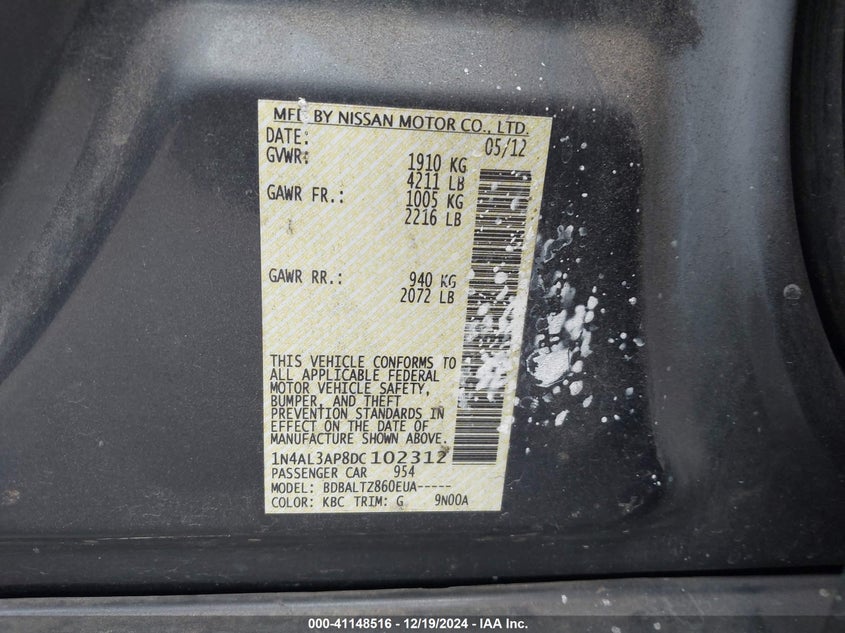 MFD BY NISSAN MOTOR CO., LTD.
DATE: 05/12
GVWR: 1910 KG
4211 LB
GAWR FR.: 1005 KG
2216 LB
GAWR RR.: 940 KG
2072 LB
THIS VEHICLE CONFORMS TO
ALL APPLICABLE FEDERAL
MOTOR VEHICLE SAFETY,
BUMPER, AND THEFT
PREVENTION STANDARDS IN
EFFECT ON THE DATE OF
MANUFACTURE SHOWN ABOVE.
1N4AL3AP8DC102312
PASSENGER CAR 954
MODEL: BDBALTZ860EUA-----
COLOR: KBC TRIM: G 9N00A
000-41148516 - 12/19/2024 - IAA Inc.